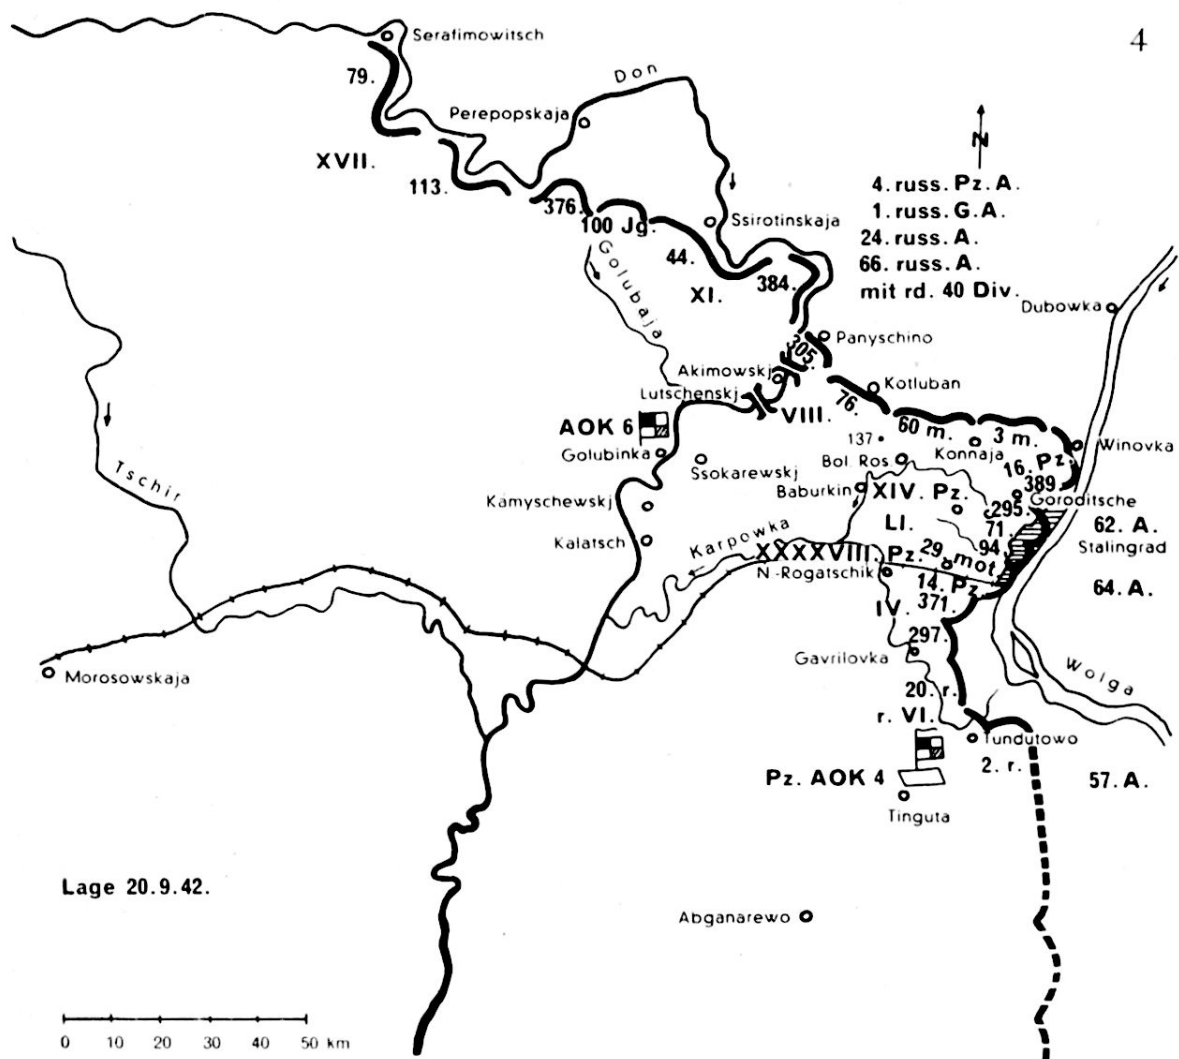 4
Serafimowitsch
79.
Don
Perepopskaja
N
XVII.
113.
4. russ. Pz. A.
1. russ. G. A.
24. russ. A.
66. russ. A.
mit rd. 40 Div.
376.
100 Jg.
Ssirotinskaja
Golubaja
44.
384.
XI.
Dubowka
Panyschino
305.
Akimowskj
Lutschenskj
Kotluban
VIII.
76.
AOK 6
60 m.
3 m.
137
Konnaja
Winovka
Golubinka
Ssokarewskj
Bol. Ros.
16. Pz.
389.
Tschir
Baburkin
XIV. Pz.
Goroditsche
Kamyschewskj
295.
LI.
71.
62. A.
Kalatsch
Karpowka
94.
Stalingrad
XXXXVIII. Pz.
29 mot
N.-Rogatschik
14. Pz.
64. A.
371.
IV.
297.
Gavrilovka
Morosowskaja
Wolga
20. r.
r. VI.
Tundutowo
2. r.
Pz. AOK 4
57. A.
Tinguta
Lage 20.9.42.
Abganarewo
0 10 20 30 40 50 km